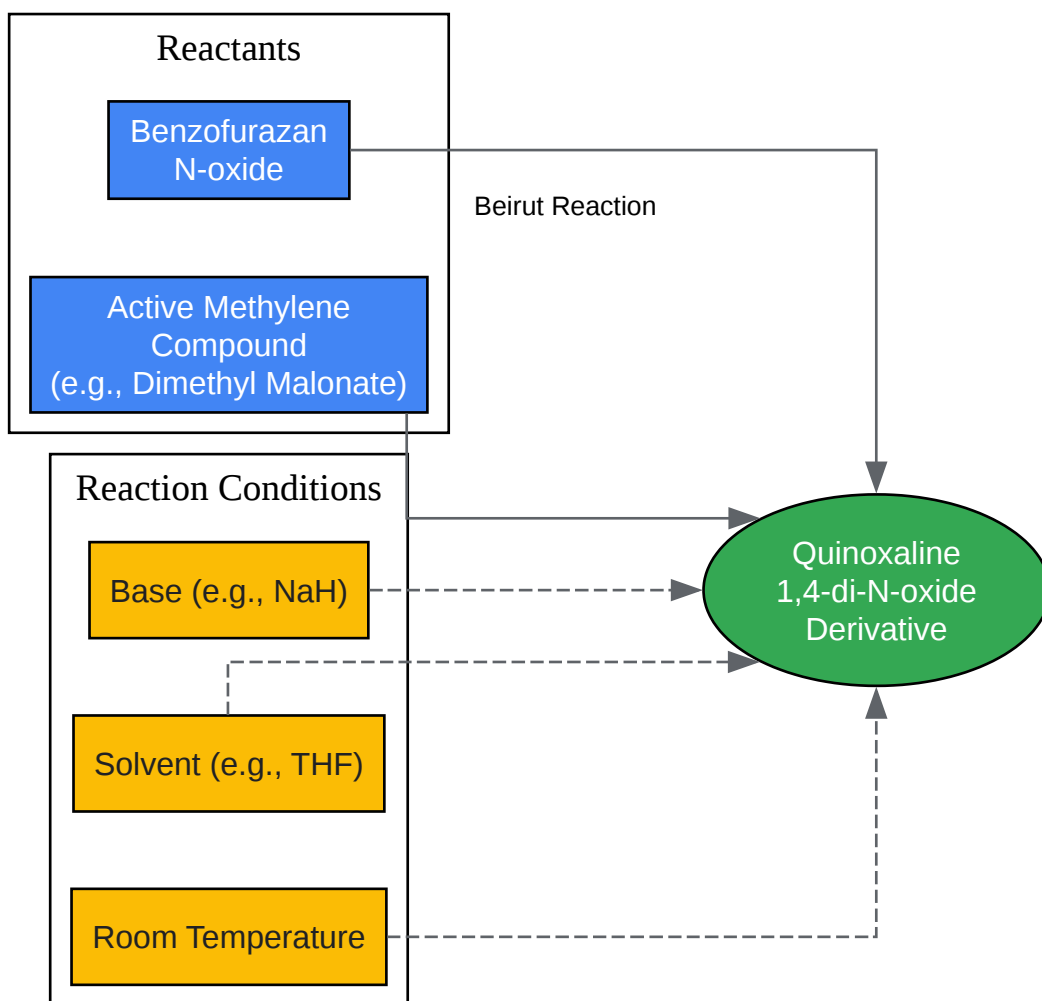 Reactants
Benzofurazan
N-oxide
Beirut Reaction
Active Methylene
Compound
(e.g., Dimethyl Malonate)
Reaction Conditions
Base (e.g., NaH)
Quinoxaline
1,4-di-N-oxide
Derivative
Solvent (e.g., THF)
Room Temperature